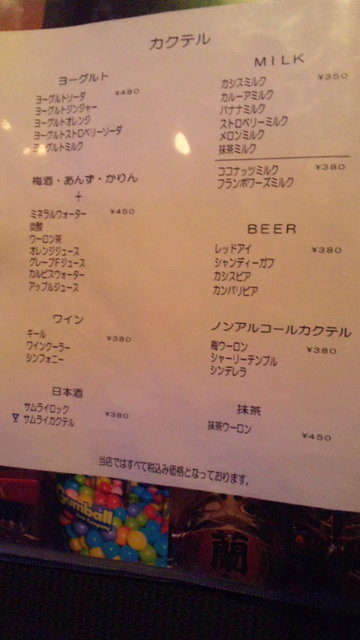 カクテル
ヨーグルト
ヨーグルトソーダ ¥480
ヨーグルトジンジャー
ヨーグルトオレンジ
ヨーグルトストロベリーソーダ
ヨーグルトミルク
梅酒・あんず・かりん
+
ミネラルウォーター ¥450
炭酸
ウーロン茶
オレンジジュース
グレープFジュース
カルピスウォーター
アップルジュース
ワイン
キール ¥380
ワインクーラー
シンフォニー
日本酒
サムライロック ¥380
サムライカクテル
MILK
カシスミルク ¥350
カルーアミルク
バナナミルク
ストロベリーミルク
メロンミルク
抹茶ミルク
ココナッツミルク ¥380
フランボワーズミルク
BEER
レッドアイ ¥380
シャンディーガフ
カシスビア
カンパリビア
ノンアルコールカクテル
梅ウーロン ¥380
シャーリーテンプル
シンデレラ
抹茶
抹茶ウーロン ¥450
当店ではすべて税込み価格となっております。
Gumball
蘭